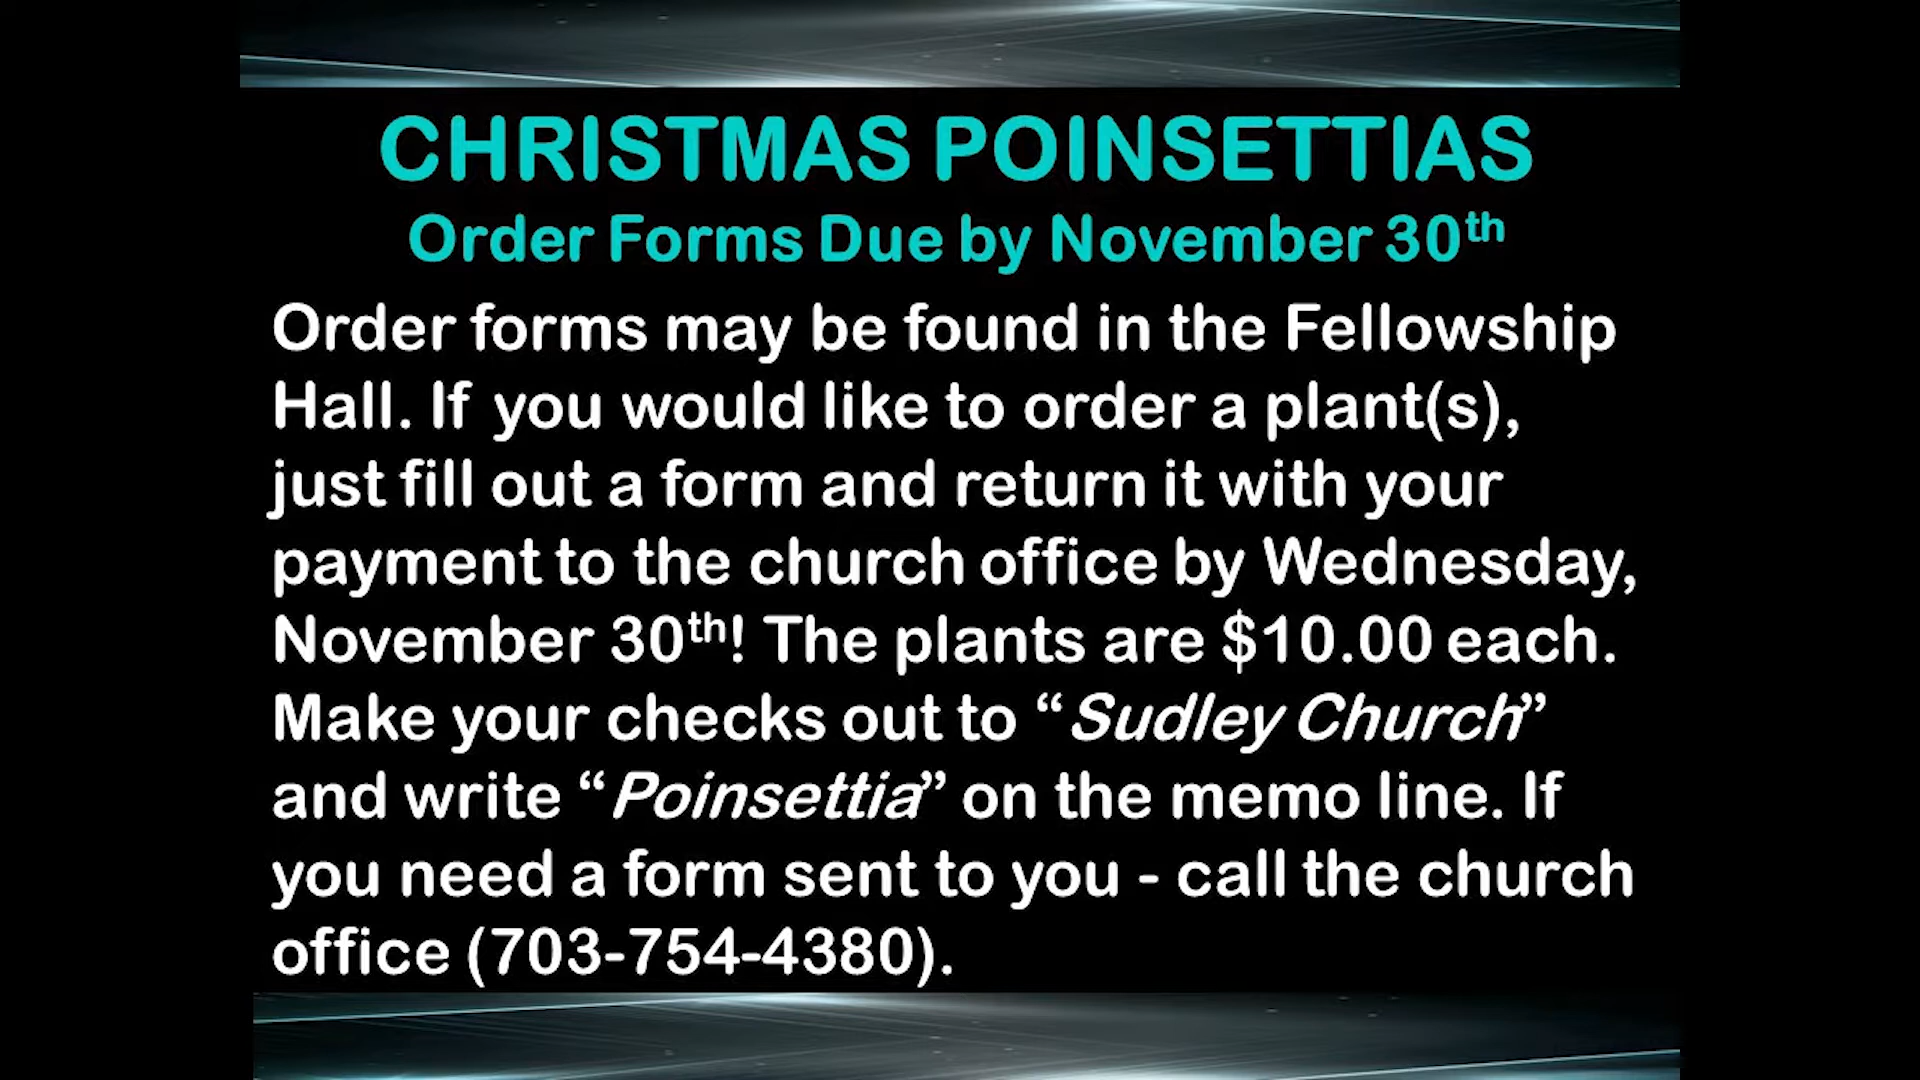 CHRISTMAS POINSETTIAS
Order Forms Due by November 30th
Order forms may be found in the Fellowship
Hall. If you would like to order a plant(s),
just fill out a form and return it with your
payment to the church office by Wednesday,
November 30th! The plants are $10.00 each.
Make your checks out to “Sudley Church”
and write “Poinsettia” on the memo line. If
you need a form sent to you - call the church
office (703-754-4380).